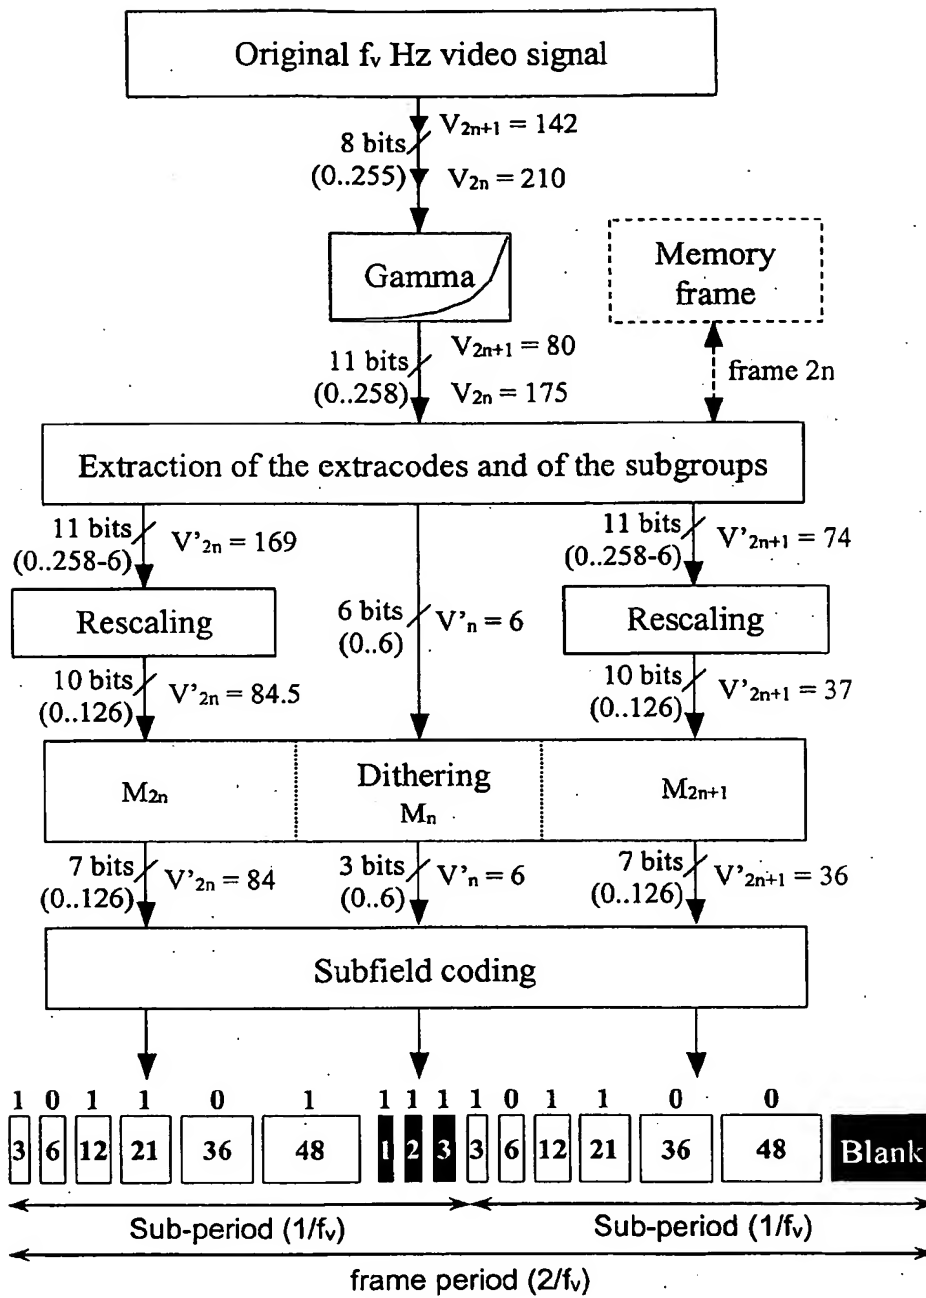 Original fv Hz video signal
V2n+1 = 142
8 bits
(0..255)
V2n = 210
Gamma
Memory
frame
V2n+1 = 80
11 bits
(0..258)
V2n = 175
frame 2n
Extraction of the extracodes and of the subgroups
11 bits
(0..258-6)
V'2n = 169
11 bits
(0..258-6)
V'2n+1 = 74
Rescaling
6 bits
(0..6)
V'n = 6
Rescaling
10 bits
(0..126)
V'2n = 84.5
10 bits
(0..126)
V'2n+1 = 37
M2n
Dithering
Mn
M2n+1
7 bits
(0..126)
V'2n = 84
3 bits
(0..6)
V'n = 6
7 bits
(0..126)
V'2n+1 = 36
Subfield coding
1 0 1 1 0 1 1 1 1 1 0 1 1 0 0
3 6 12 21 36 48 1 2 3 3 6 12 21 36 48 Blank
Sub-period (1/fv) Sub-period (1/fv)
frame period (2/fv)